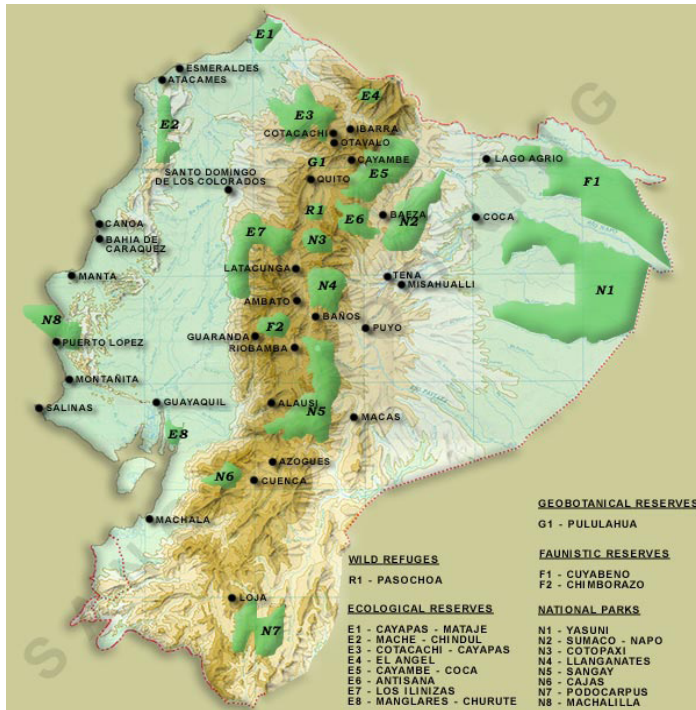 E1
ESMERALDES
ATACAMES
E4
E3
E2
COTACACHI
IBARRA
OTAVALO
G1
CAYAMBE
LAGO AGRIO
SANTO DOMINGO
DE LOS COLORADOS
QUITO
E5
F1
R1
E6
BAEZA
N2
COCA
CANOA
E7
N3
BAHIA DE
CARAQUEZ
LATACUNGA
MANTA
N4
TENA
MISAHUALLI
N1
AMBATO
N8
BAÑOS
F2
PUYO
GUARANDA
PUERTO LOPEZ
RIOBAMBA
MONTAÑITA
GUAYAQUIL
ALAUSI
N5
SALINAS
MACAS
E8
AZOGUES
N6
CUENCA
MACHALA
LOJA
N7
GEOBOTANICAL RESERVES
G1 - PULULAHUA
WILD REFUGES
R1 - PASOCHOA
FAUNISTIC RESERVES
F1 - CUYABENO
F2 - CHIMBORAZO
ECOLOGICAL RESERVES
E1 - CAYAPAS - MATAJE
E2 - MACHE - CHINDUL
E3 - COTACACHI - CAYAPAS
E4 - EL ANGEL
E5 - CAYAMBE - COCA
E6 - ANTISANA
E7 - LOS ILINIZAS
E8 - MANGLARES - CHURUTE
NATIONAL PARKS
N1 - YASUNI
N2 - SUMACO - NAPO
N3 - COTOPAXI
N4 - LLANGANATES
N5 - SANGAY
N6 - CAJAS
N7 - PODOCARPUS
N8 - MACHALILLA